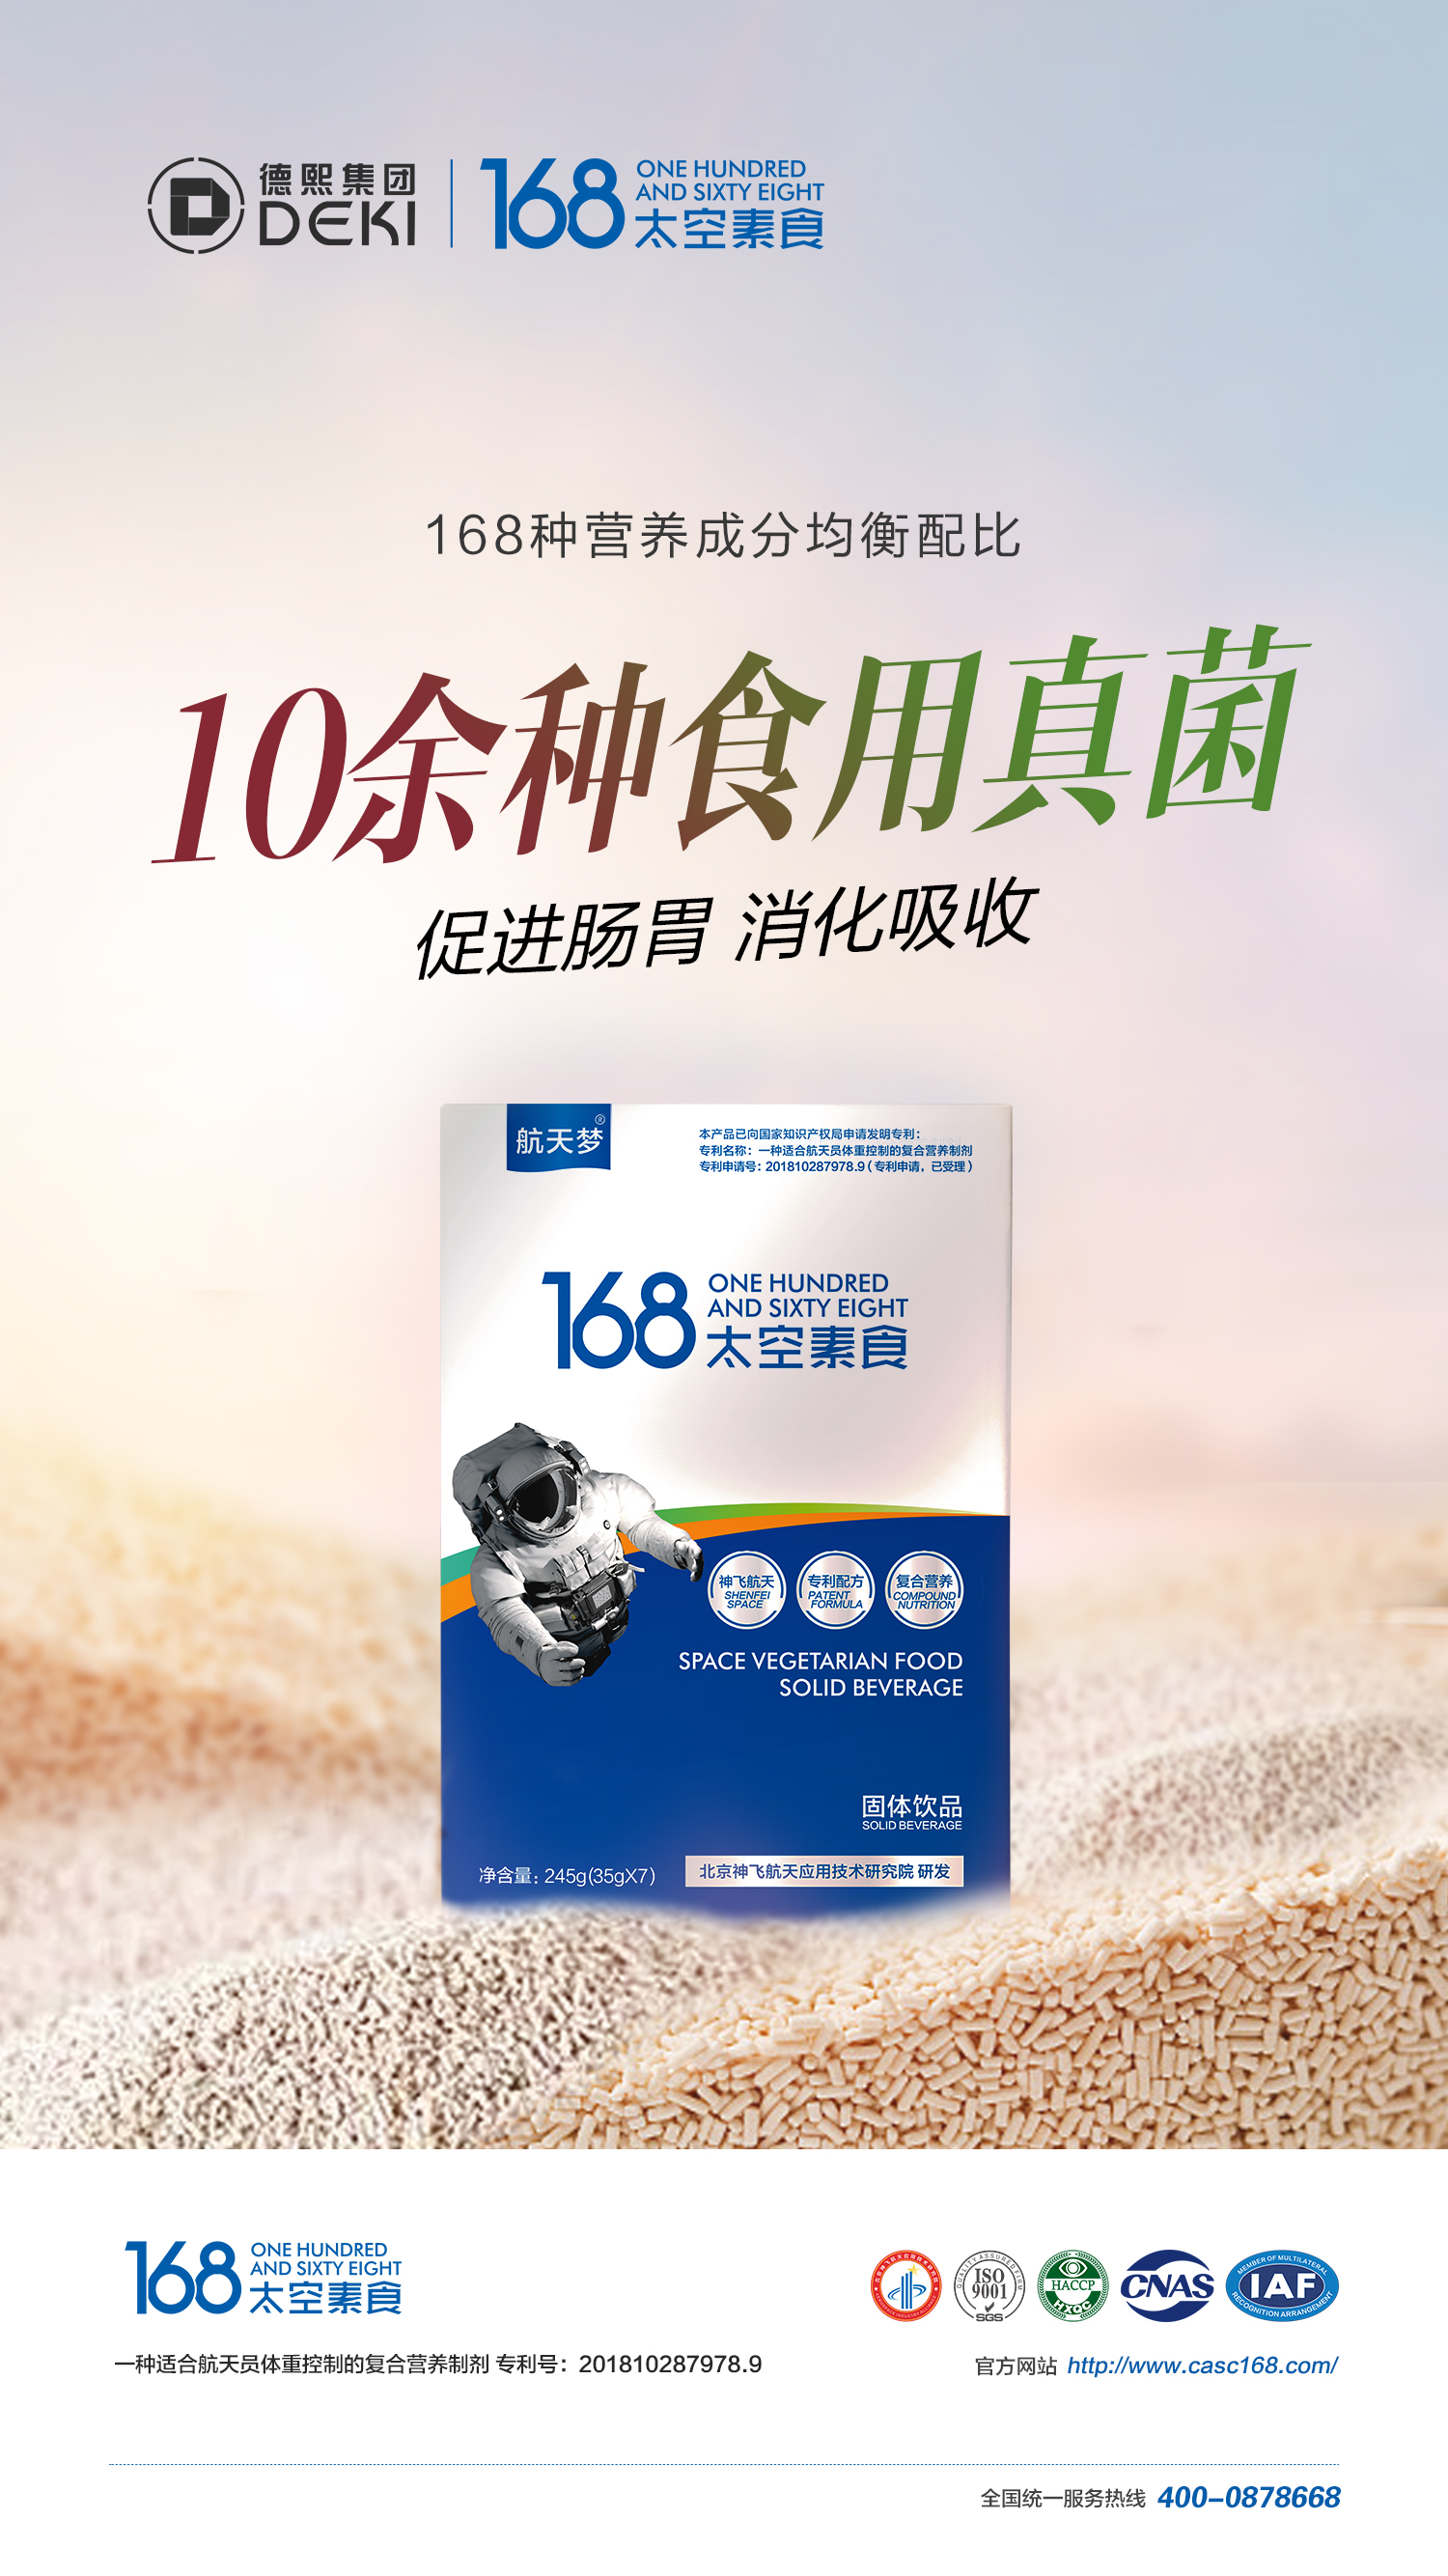 德熙集团
DEKI
168
ONE HUNDRED
AND SIXTY EIGHT
太空素食
168种营养成分均衡配比
10余种食用真菌
促进肠胃 消化吸收
航天梦®
本产品已向国家知识产权局申请发明专利：
专利名称：一种适合航天员体重控制的复合营养制剂
专利申请号：201810287978.9（专利申请，已受理）
168
ONE HUNDRED
AND SIXTY EIGHT
太空素食
神飞航天
SHENFEI
SPACE
专利配方
PATENT
FORMULA
复合营养
COMPOUND
NUTRITION
SPACE VEGETARIAN FOOD
SOLID BEVERAGE
固体饮品
SOLID BEVERAGE
净含量：245g(35gX7)
北京神飞航天应用技术研究院 研发
168
ONE HUNDRED
AND SIXTY EIGHT
太空素食
ISO
9001
SGS
HACCP
HXQC
CNAS
MEMBER OF MULTILATERAL
IAF
RECOGNITION ARRANGEMENT
一种适合航天员体重控制的复合营养制剂 专利号：201810287978.9
官方网站 http://www.casc168.com/
全国统一服务热线 400-0878668